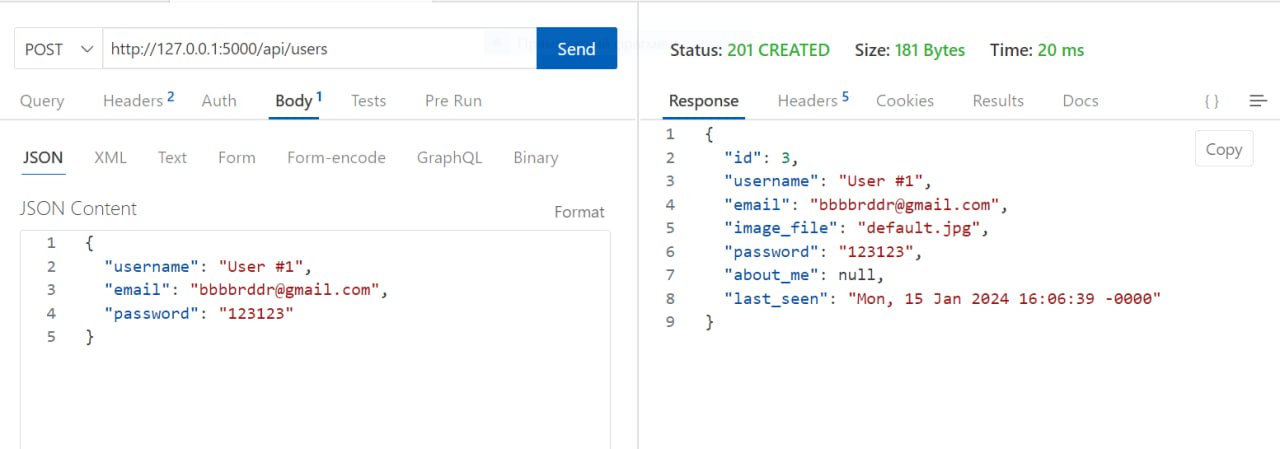 POST http://127.0.0.1:5000/api/users Send
Query Headers 2 Auth Body 1 Tests Pre Run
JSON XML Text Form Form-encode GraphQL Binary
JSON Content Format
1 {
2 "username": "User #1",
3 "email": "bbbbrddr@gmail.com",
4 "password": "123123"
5 }
Status: 201 CREATED Size: 181 Bytes Time: 20 ms
Response Headers 5 Cookies Results Docs { }
Copy
1 {
2 "id": 3,
3 "username": "User #1",
4 "email": "bbbbrddr@gmail.com",
5 "image_file": "default.jpg",
6 "password": "123123",
7 "about_me": null,
8 "last_seen": "Mon, 15 Jan 2024 16:06:39 -0000"
9 }